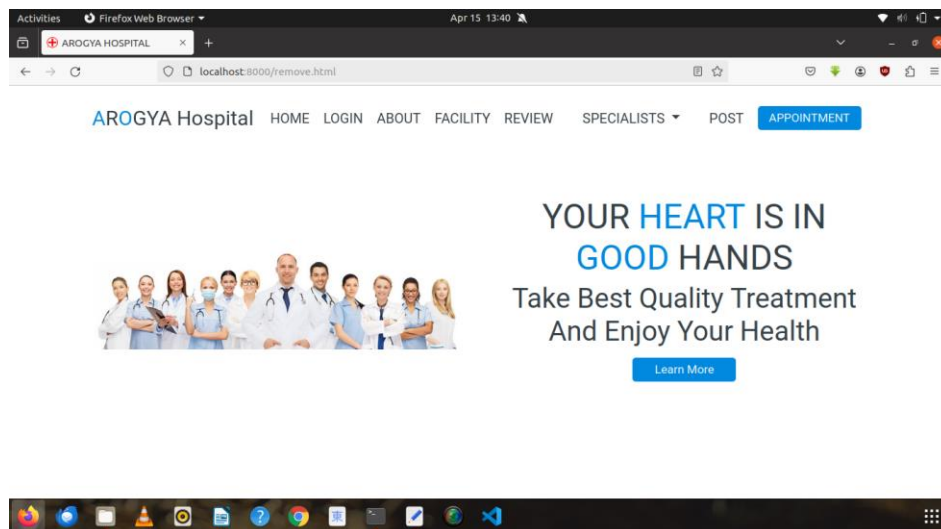 Activities Firefox Web Browser Apr 15 13:40
AROGYA HOSPITAL
localhost:8000/remove.html
AROGYA Hospital HOME LOGIN ABOUT FACILITY REVIEW SPECIALISTS POST APPOINTMENT
YOUR HEART IS IN
GOOD HANDS
Take Best Quality Treatment
And Enjoy Your Health
Learn More